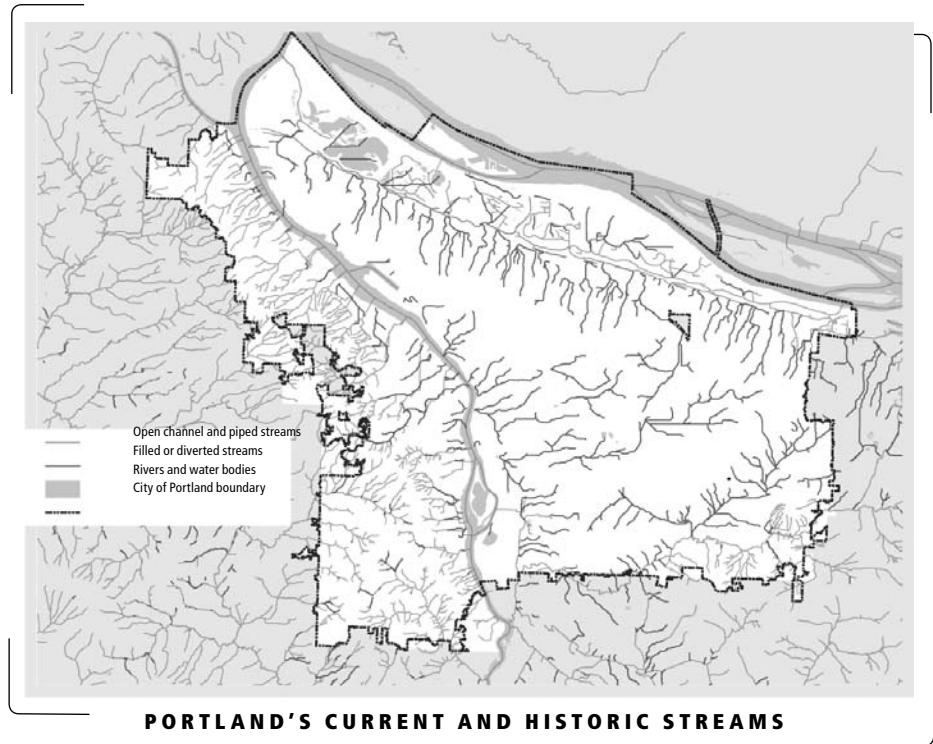 Open channel and piped streams
Filled or diverted streams
Rivers and water bodies
City of Portland boundary
PORTLAND'S CURRENT AND HISTORIC STREAMS